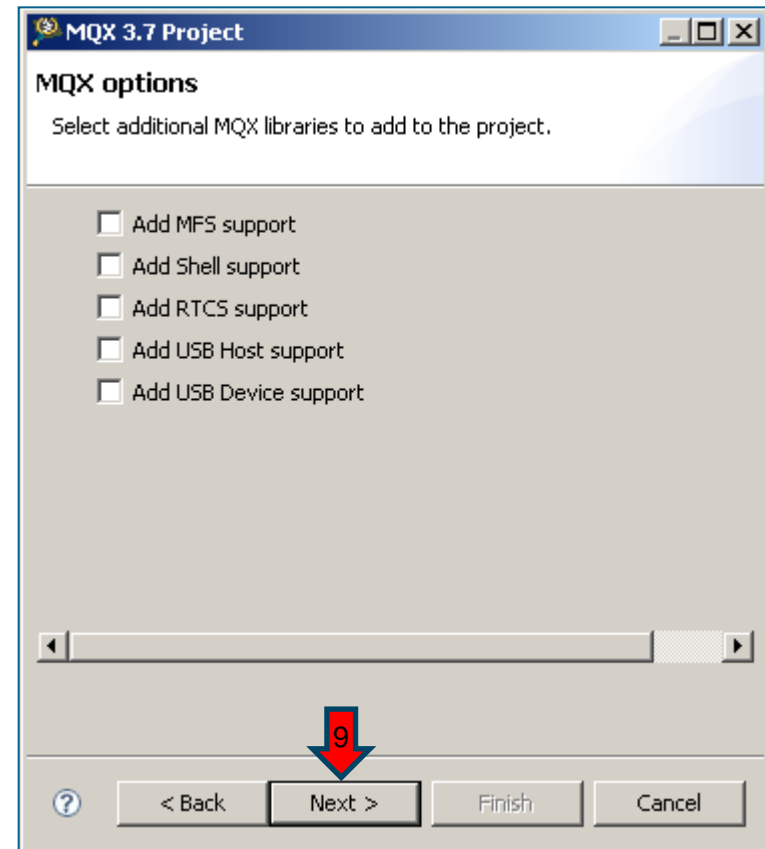 MQX 3.7 Project
MQX options
Select additional MQX libraries to add to the project.
Add MFS support
Add Shell support
Add RTCS support
Add USB Host support
Add USB Device support
9
? < Back Next > Finish Cancel